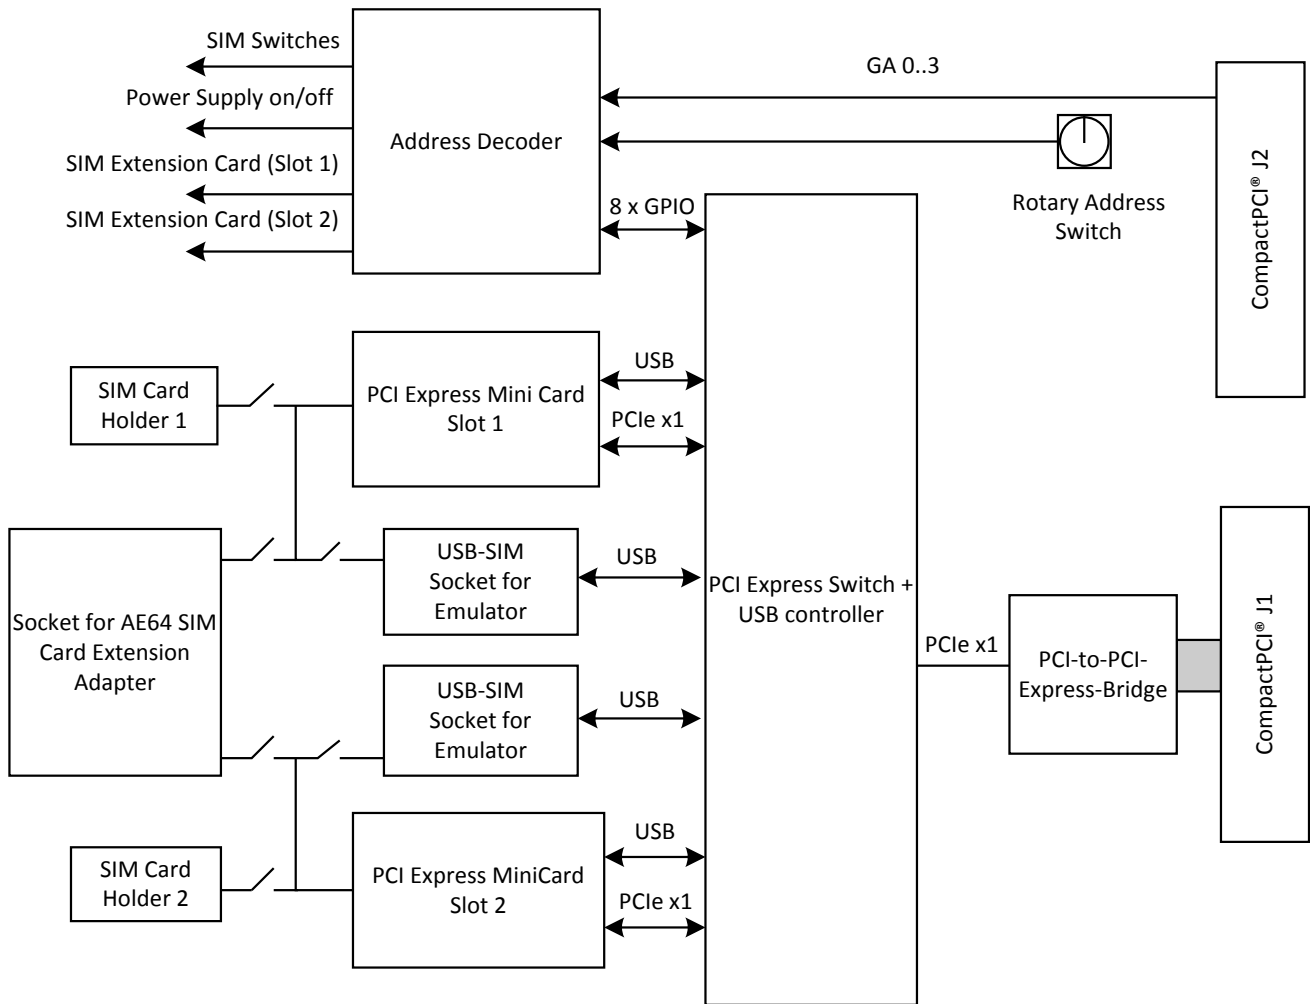 SIM Switches
Power Supply on/off
SIM Extension Card (Slot 1)
SIM Extension Card (Slot 2)
Address Decoder
GA 0..3
Rotary Address
Switch
CompactPCI® J2
8 x GPIO
SIM Card
Holder 1
PCI Express Mini Card
Slot 1
USB
PCIe x1
Socket for AE64 SIM
Card Extension
Adapter
USB-SIM
Socket for
Emulator
USB
USB-SIM
Socket for
Emulator
USB
PCI Express Switch +
USB controller
PCIe x1
PCI-to-PCI-
Express-Bridge
CompactPCI® J1
SIM Card
Holder 2
PCI Express MiniCard
Slot 2
USB
PCIe x1